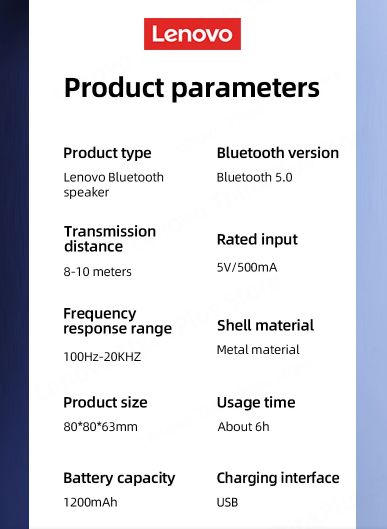 Lenovo
Product parameters
Product type
Lenovo Bluetooth
speaker
Bluetooth version
Bluetooth 5.0
Transmission
distance
8-10 meters
Rated input
5V/500mA
Frequency
response range
100Hz-20KHZ
Shell material
Metal material
Product size
80*80*63mm
Usage time
About 6h
Battery capacity
1200mAh
Charging interface
USB